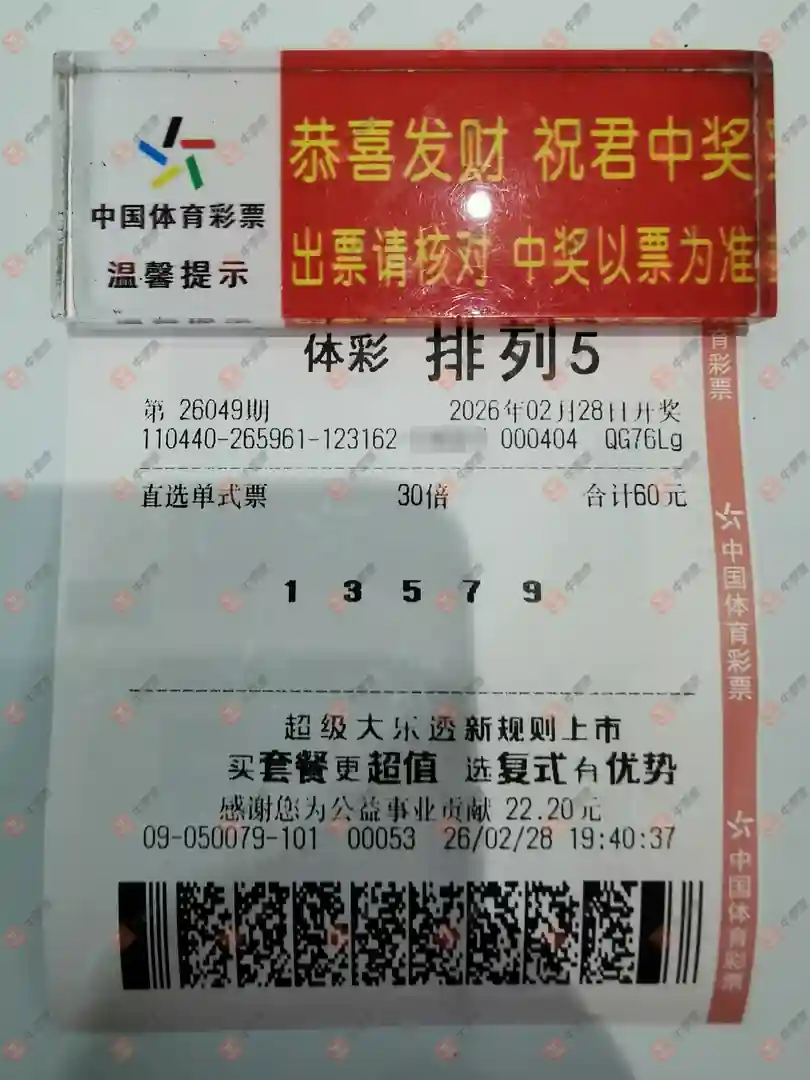 恭喜发财 祝君中奖
出票请核对 中奖以票为准
中国体育彩票
温馨提示
体彩 排列5
第 26049期 2026年02月28日开奖
110440-265961-123162 000404 QG76Lg
直选单式票 30倍 合计60元
1 3 5 7 9
超级大乐透新规则上市
买套餐更超值 选复式有优势
感谢您为公益事业贡献 22.20元
09-050079-101 00053 26/02/28 19:40:37
育彩票
中国体育彩票
中国体育彩票